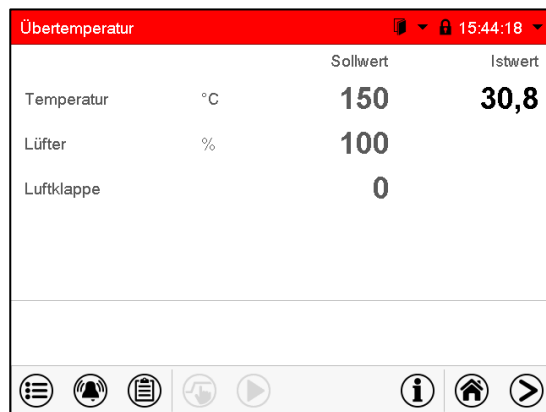 Übertemperatur 15:44:18
Sollwert Istwert
Temperatur °C 150 30,8
Lüfter % 100
Luftklappe 0